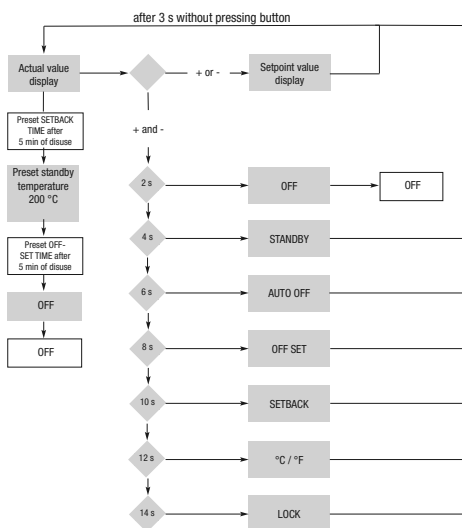 after 3 s without pressing button
Actual value
display
+ or -
Setpoint value
display
Preset SETBACK
TIME after
5 min of disuse
+ and -
Preset standby
temperature
200 °C
2 s
OFF
OFF
4 s
STANDBY
Preset OFF-
SET TIME after
5 min of disuse
6 s
AUTO OFF
OFF
8 s
OFF SET
OFF
10 s
SETBACK
12 s
°C / °F
14 s
LOCK